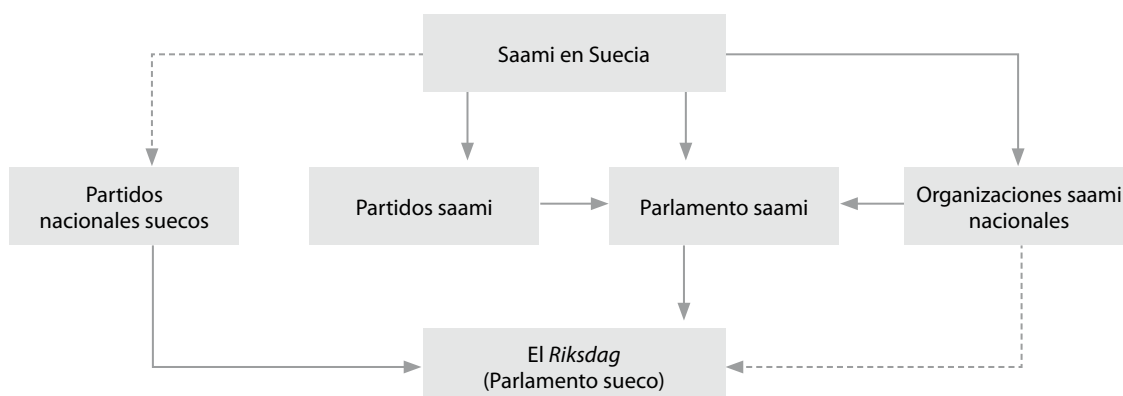 Saami en Suecia
Partidos
nacionales suecos
Partidos saami
Parlamento saami
Organizaciones saami
nacionales
El Riksdag
(Parlamento sueco)